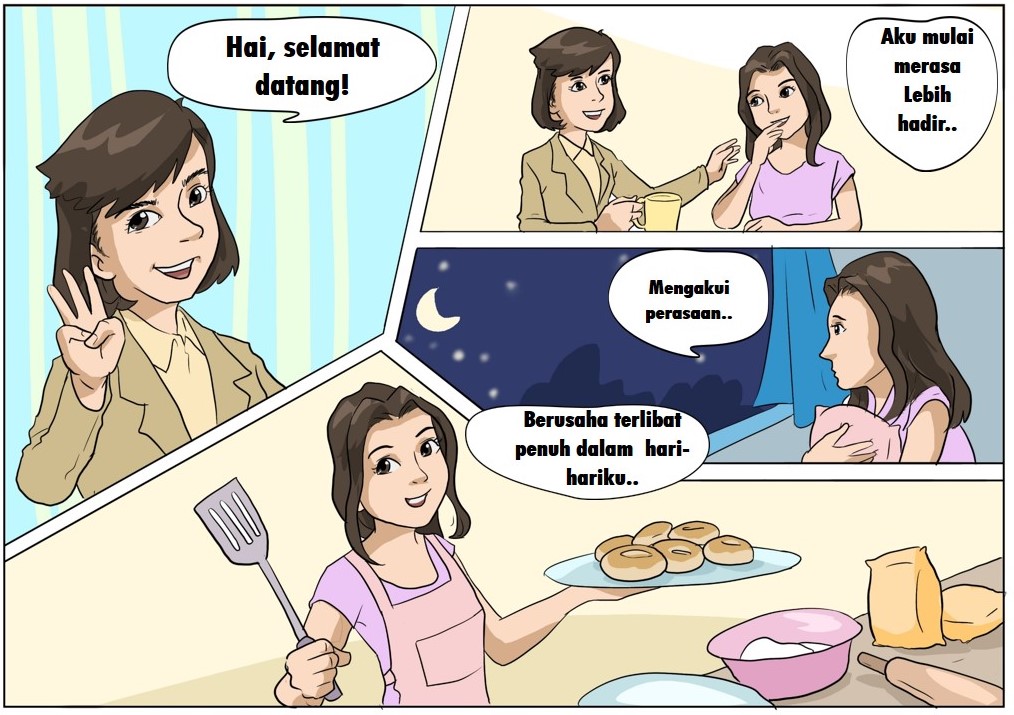 Hai, selamat
datang!
Aku mulai
merasa
Lebih
hadir..
Mengakui
perasaan..
Berusaha terlibat
penuh dalam  hari-
hariku..